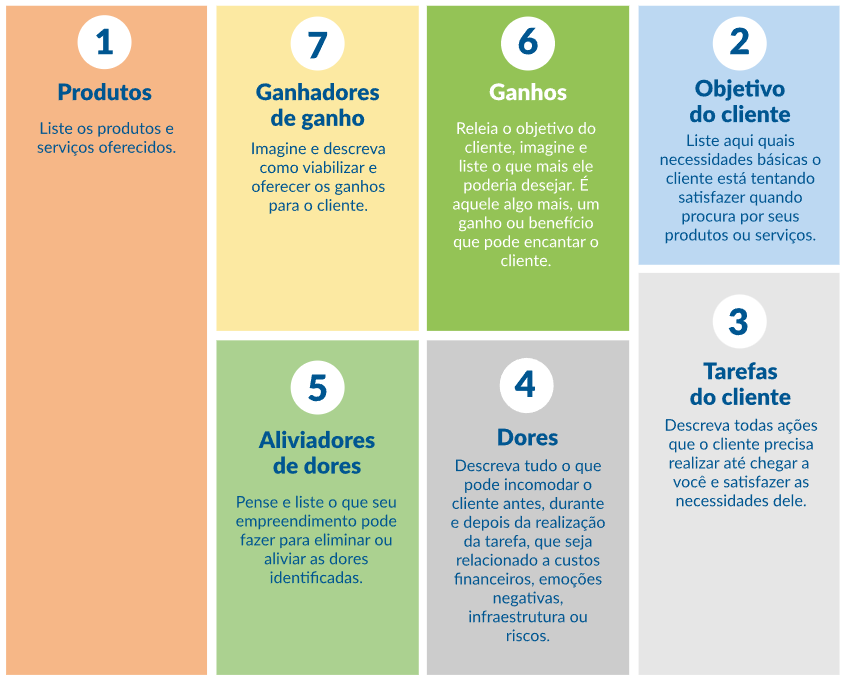 1
Produtos
Liste os produtos e
serviços oferecidos.
7
Ganhadores
de ganho
Imagine e descreva
como viabilizar e
oferecer os ganhos
para o cliente.
6
Ganhos
Releia o objetivo do
cliente, imagine e
liste o que mais ele
poderia desejar. É
aquele algo mais, um
ganho ou benefício
que pode encantar o
cliente.
2
Objetivo
do cliente
Liste aqui quais
necessidades básicas o
cliente está tentando
satisfazer quando
procura por seus
produtos ou serviços.
5
Aliviadores
de dores
Pense e liste o que seu
empreendimento pode
fazer para eliminar ou
aliviar as dores
identificadas.
4
Dores
Descreva tudo o que
pode incomodar o
cliente antes, durante
e depois da realização
da tarefa, que seja
relacionado a custos
financeiros, emoções
negativas,
infraestrutura ou
riscos.
3
Tarefas
do cliente
Descreva todas ações
que o cliente precisa
realizar até chegar a
você e satisfazer as
necessidades dele.